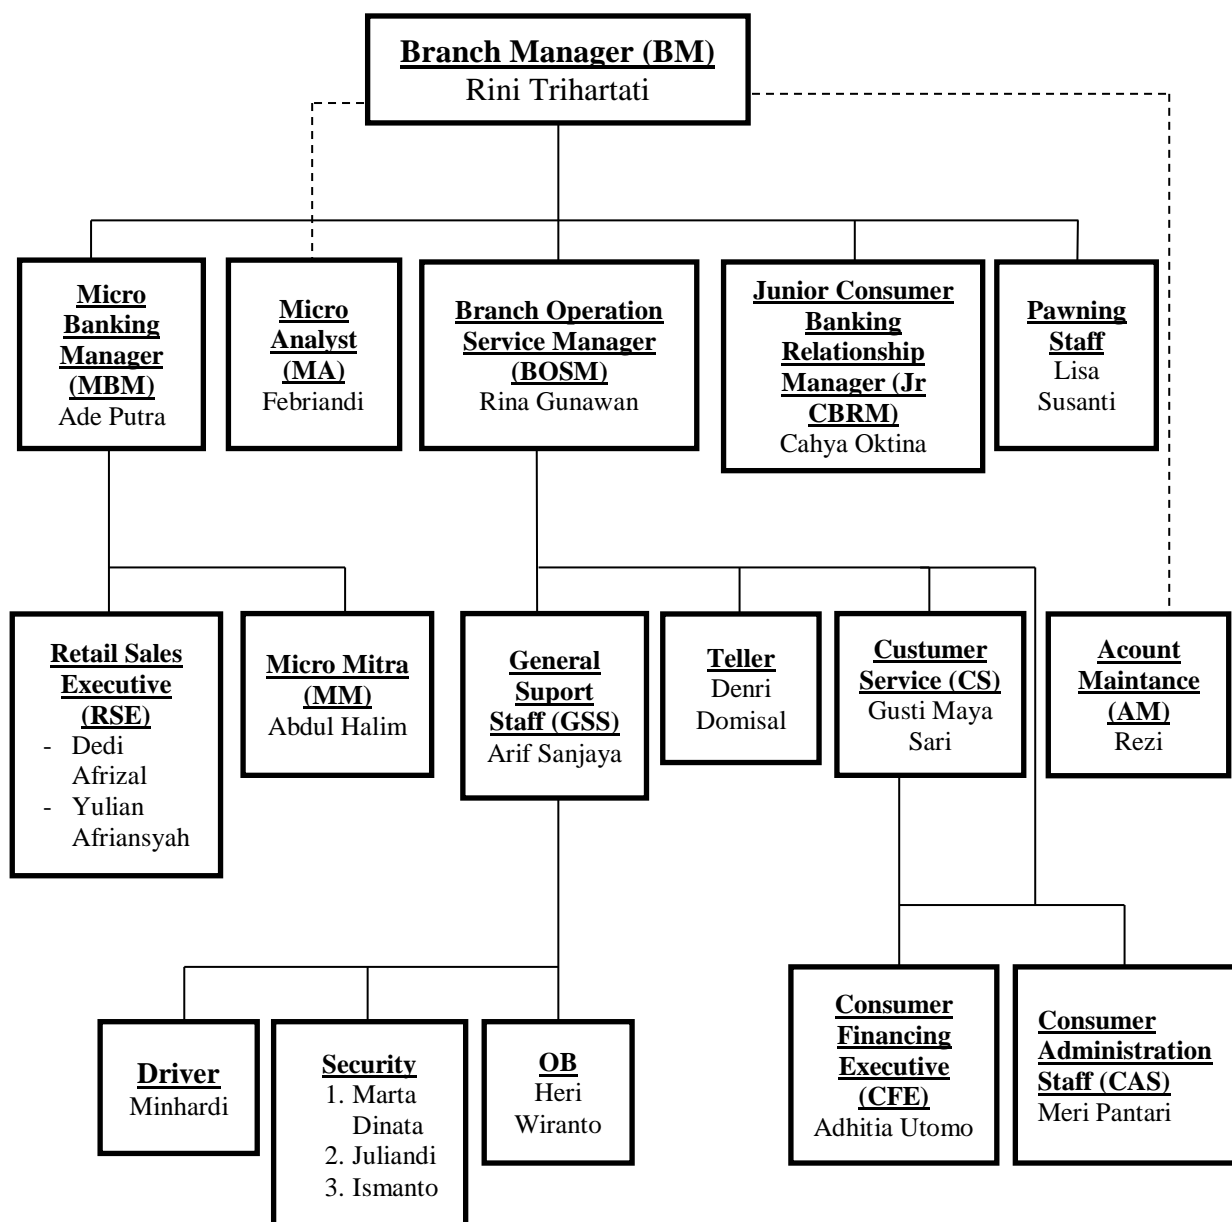 Branch Manager (BM)
Rini Trihartati
Micro
Banking
Manager
(MBM)
Ade Putra
Micro
Analyst
(MA)
Febriandi
Branch Operation
Service Manager
(BOSM)
Rina Gunawan
Junior Consumer
Banking
Relationship
Manager (Jr
CBRM)
Cahya Oktina
Pawning
Staff
Lisa
Susanti
Retail Sales
Executive
(RSE)
- Dedi
Afrizal
- Yulian
Afriansyah
Micro Mitra
(MM)
Abdul Halim
General
Suport
Staff (GSS)
Arif Sanjaya
Teller
Denri
Domisal
Custumer
Service (CS)
Gusti Maya
Sari
Acount
Maintance
(AM)
Rezi
Driver
Minhardi
Security
1. Marta
Dinata
2. Juliandi
3. Ismanto
OB
Heri
Wiranto
Consumer
Financing
Executive
(CFE)
Adhitia Utomo
Consumer
Administration
Staff (CAS)
Meri Pantari